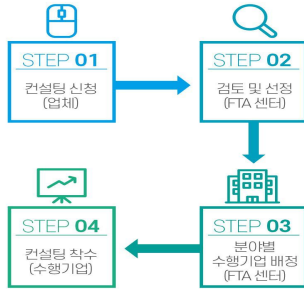 STEP 01
컨설팅 신청
(업체)
STEP 02
검토 및 선정
(FTA 센터)
STEP 03
분야별
수행기업 배정
(FTA 센터)
STEP 04
컨설팅 착수
(수행기업)